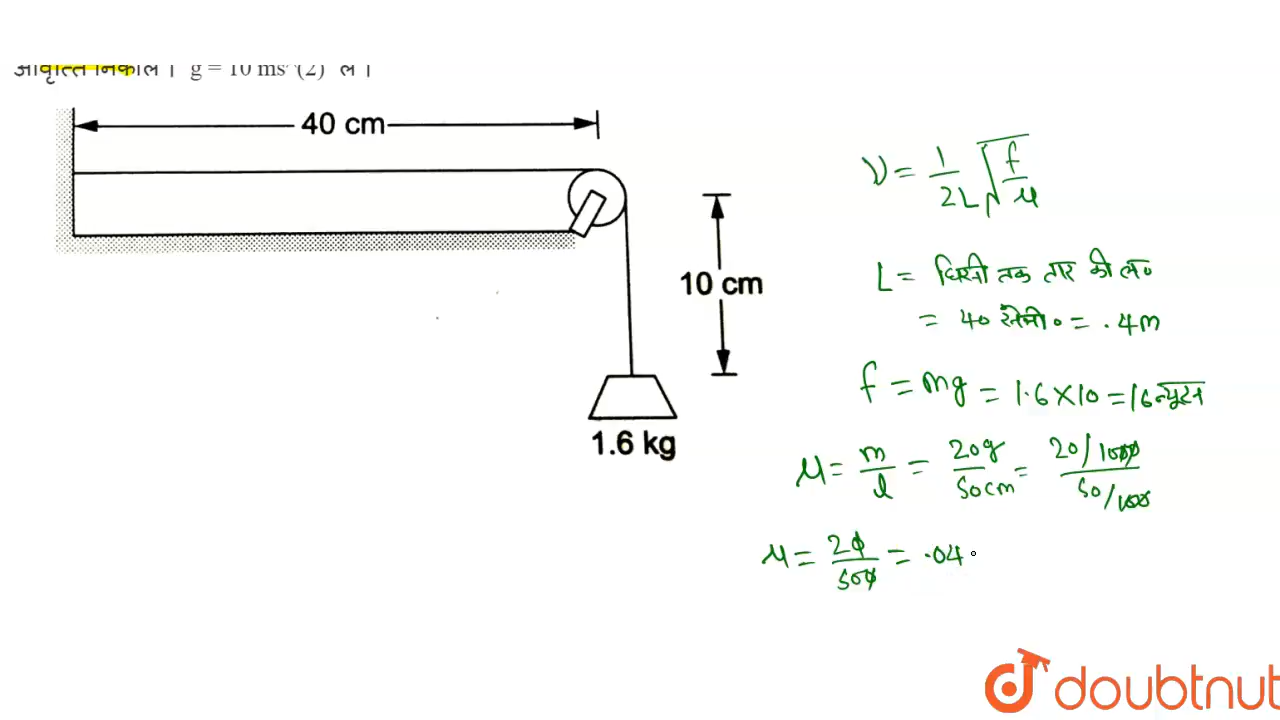 आवृत्ति निकालें। g = 10 ms^(2) लें।
40 cm
10 cm
1.6 kg
ν = 1/2L √f/μ
L = घिरनी तक तार की ल०
= 40 सेमी० = .4m
f = mg = 1.6 × 10 = 16 न्यूटन
μ = m/l = 20g/50cm = 20/1000/50/100
μ = 20/500 = .04
doubtnut